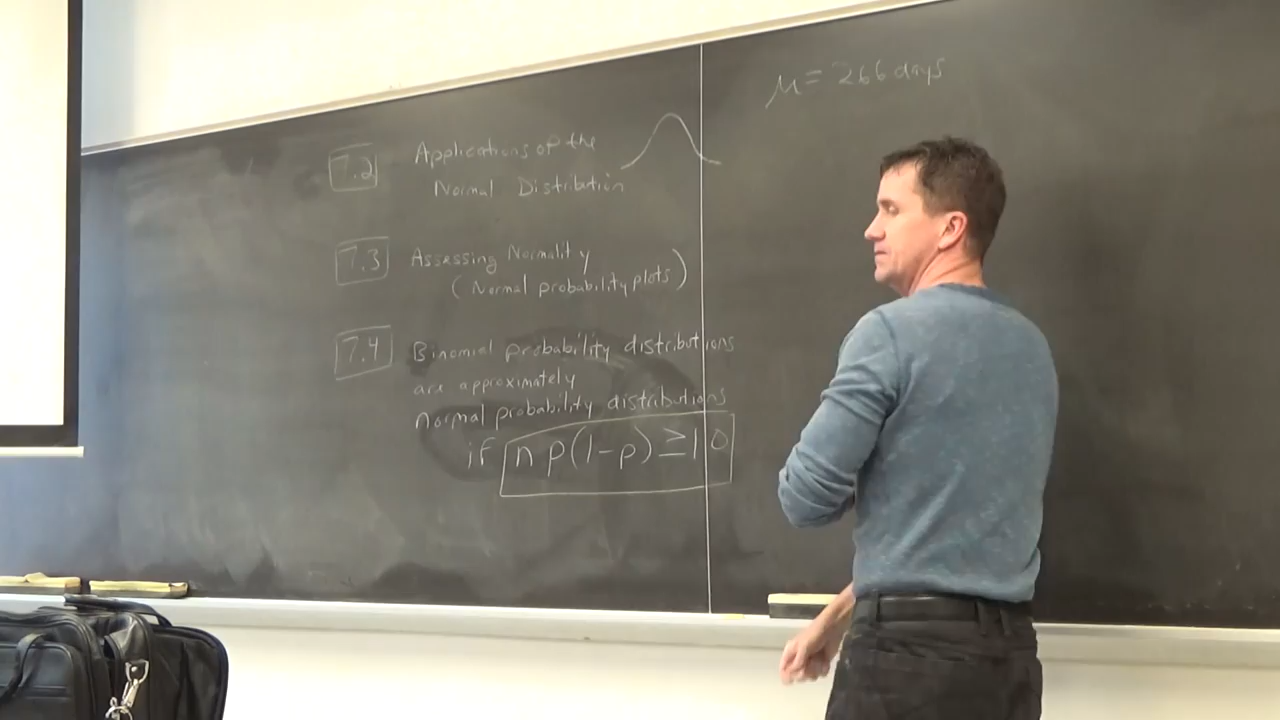 7.2 Applications of the
Normal Distribution
7.3 Assessing Normality
(Normal probability plots)
7.4 Binomial probability distributions
are approximately
normal probability distributions
if np(1-p) ≥ 10
μ = 266 days